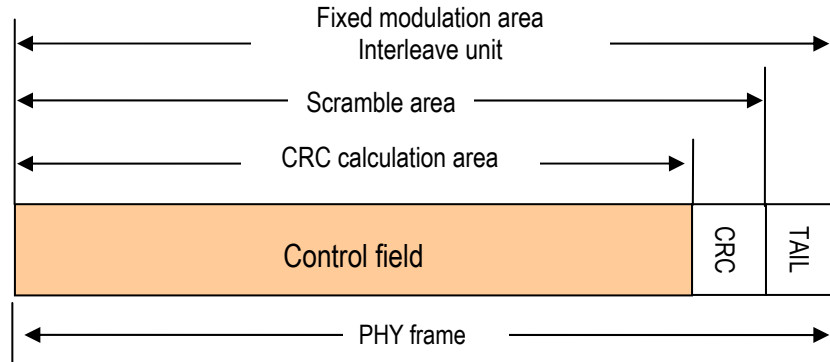 Fixed modulation area
Interleave unit
Scramble area
CRC calculation area
Control field
CRC
TAIL
PHY frame